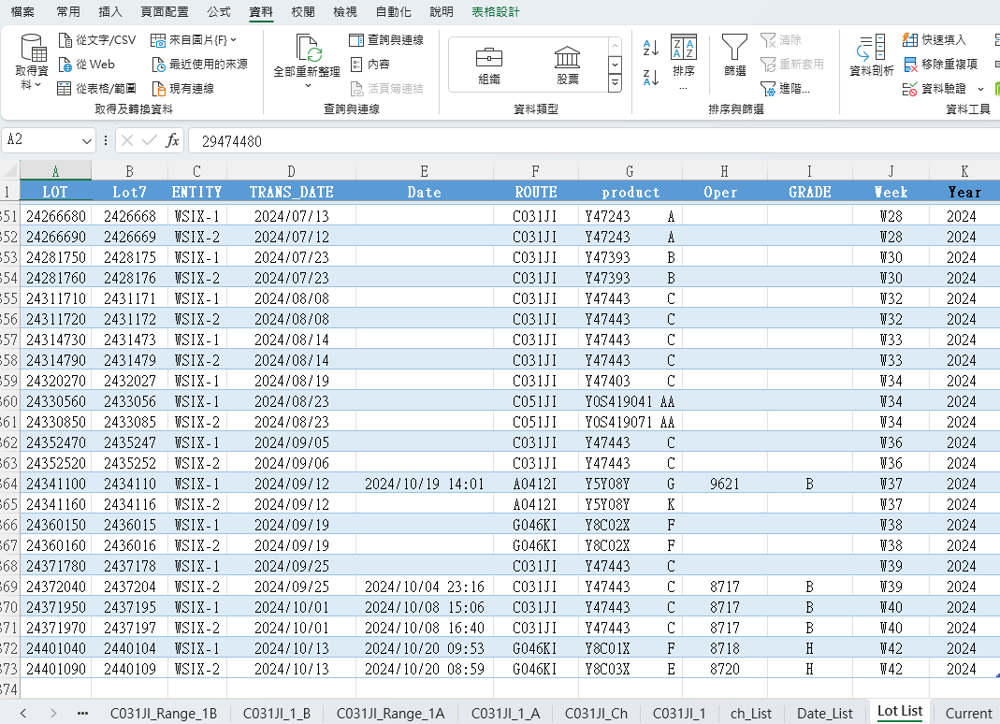 檔案 常用 插入 頁面配置 公式 資料 校閱 檢視 自動化 說明 表格設計
從文字/CSV 來自圖片(F) 查詢與連線 清除 快速填入
取得資料 從 Web 最近使用的來源 全部重新整理 內容 組織 股票 排序 篩選 重新套用 資料剖析 移除重複項
從表格/範圍 現有連線 活頁簿連結 ... 進階... 資料驗證
取得及轉換資料 查詢與連線 資料類型 排序與篩選 資料工具
A2 fx 29474480
A B C D E F G H I J K
1 LOT Lot7 ENTITY TRANS_DATE Date ROUTE product Oper GRADE Week Year
351 24266680 2426668 WSIX-1 2024/07/13 C031JI Y47243 A W28 2024
352 24266690 2426669 WSIX-2 2024/07/12 C031JI Y47243 A W28 2024
353 24281750 2428175 WSIX-1 2024/07/23 C031JI Y47393 B W30 2024
354 24281760 2428176 WSIX-2 2024/07/23 C031JI Y47393 B W30 2024
355 24311710 2431171 WSIX-1 2024/08/08 C031JI Y47443 C W32 2024
356 24311720 2431172 WSIX-2 2024/08/08 C031JI Y47443 C W32 2024
357 24314730 2431473 WSIX-1 2024/08/14 C031JI Y47443 C W33 2024
358 24314790 2431479 WSIX-2 2024/08/14 C031JI Y47443 C W33 2024
359 24320270 2432027 WSIX-1 2024/08/19 C031JI Y47403 C W34 2024
360 24330560 2433056 WSIX-1 2024/08/23 C051JI Y0S419041 AA W34 2024
361 24330850 2433085 WSIX-2 2024/08/23 C051JI Y0S419071 AA W34 2024
362 24352470 2435247 WSIX-1 2024/09/05 C031JI Y47443 C W36 2024
363 24352520 2435252 WSIX-2 2024/09/06 C031JI Y47443 C W36 2024
364 24341100 2434110 WSIX-1 2024/09/12 2024/10/19 14:01 A0412I Y5Y08Y G 9621 B W37 2024
365 24341160 2434116 WSIX-2 2024/09/12 A0412I Y5Y08Y K W37 2024
366 24360150 2436015 WSIX-1 2024/09/19 G046KI Y8C02X F W38 2024
367 24360160 2436016 WSIX-2 2024/09/19 G046KI Y8C02X F W38 2024
368 24371780 2437178 WSIX-1 2024/09/25 C031JI Y47443 C W39 2024
369 24372040 2437204 WSIX-2 2024/09/25 2024/10/04 23:16 C031JI Y47443 C 8717 B W39 2024
370 24371950 2437195 WSIX-1 2024/10/01 2024/10/08 15:06 C031JI Y47443 C 8717 B W40 2024
371 24371970 2437197 WSIX-2 2024/10/01 2024/10/08 16:40 C031JI Y47443 C 8717 B W40 2024
372 24401040 2440104 WSIX-1 2024/10/13 2024/10/20 09:53 G046KI Y8C01X F 8718 H W42 2024
373 24401090 2440109 WSIX-2 2024/10/13 2024/10/20 08:59 G046KI Y8C03X E 8720 H W42 2024
374
... C031JI_Range_1B C031JI_1_B C031JI_Range_1A C031JI_1_A C031JI_Ch C031JI_1 ch_List Date_List Lot List Current